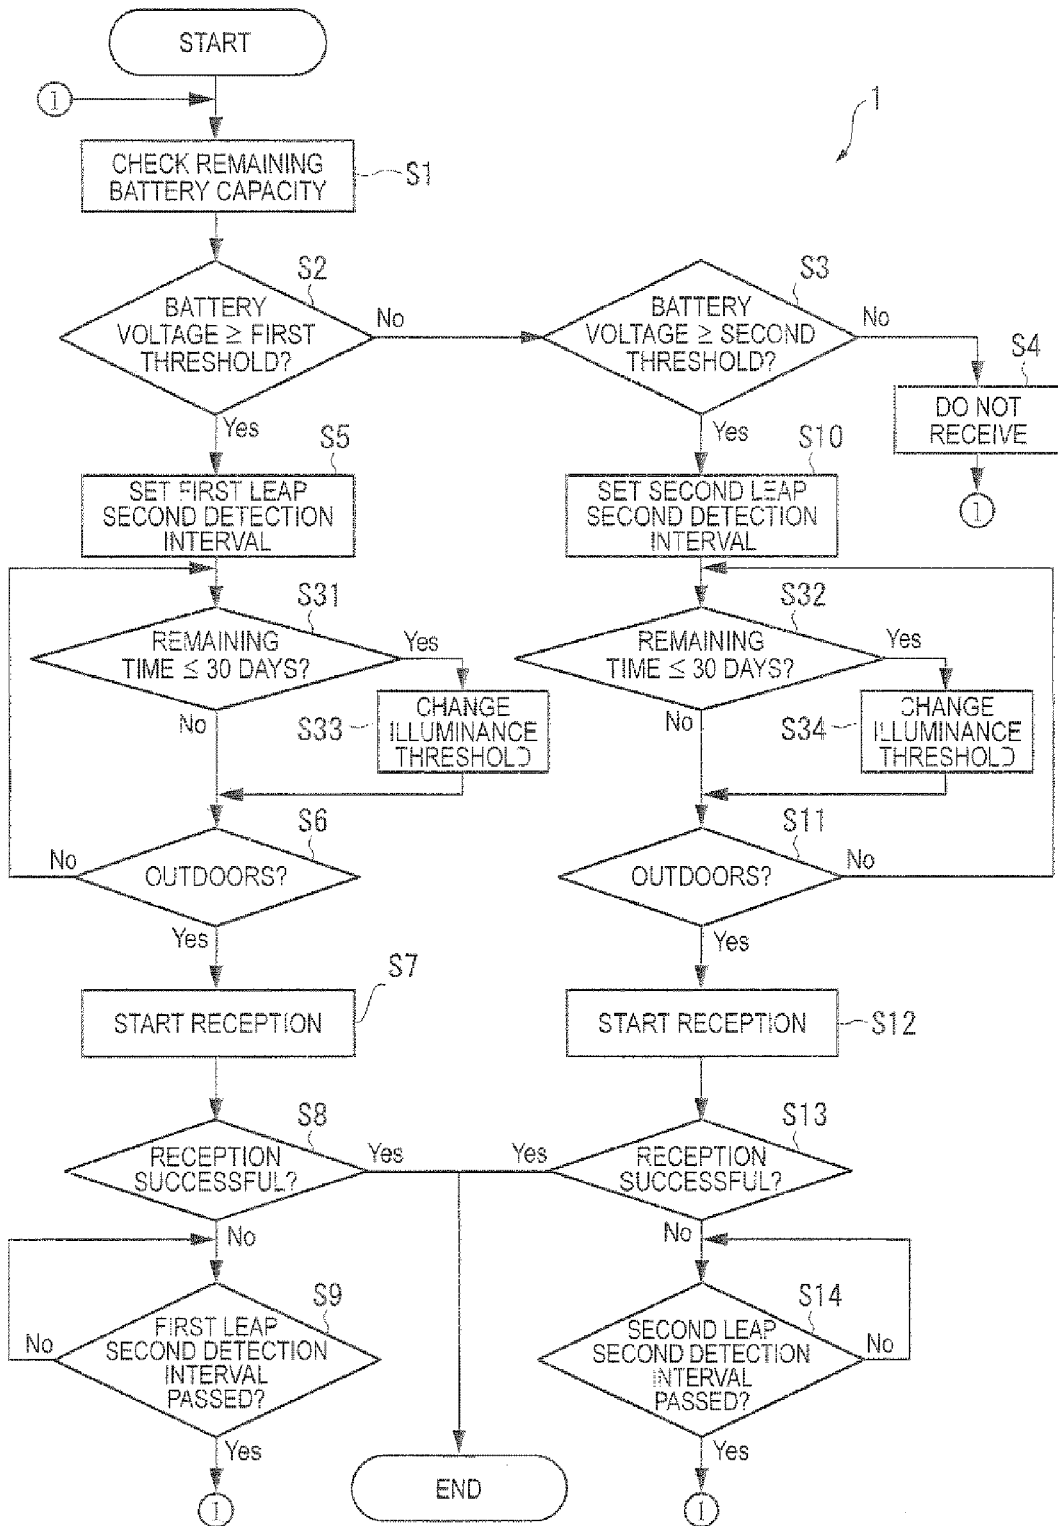 START
1
1
CHECK REMAINING
BATTERY CAPACITY
S1
S2
BATTERY
VOLTAGE ≥ FIRST
THRESHOLD?
No
Yes
S3
BATTERY
VOLTAGE ≥ SECOND
THRESHOLD?
No
Yes
S4
DO NOT
RECEIVE
1
S5
SET FIRST LEAP
SECOND DETECTION
INTERVAL
S10
SET SECOND LEAP
SECOND DETECTION
INTERVAL
S31
REMAINING
TIME ≤ 30 DAYS?
Yes
No
S32
REMAINING
TIME ≤ 30 DAYS?
Yes
No
S33
CHANGE
ILLUMINANCE
THRESHOLD
S34
CHANGE
ILLUMINANCE
THRESHOLD
S6
OUTDOORS?
No
Yes
S11
OUTDOORS?
No
Yes
S7
START RECEPTION
START RECEPTION
S12
S8
RECEPTION
SUCCESSFUL?
Yes
No
S13
RECEPTION
SUCCESSFUL?
Yes
No
S9
FIRST LEAP
SECOND DETECTION
INTERVAL
PASSED?
No
Yes
S14
SECOND LEAP
SECOND DETECTION
INTERVAL
PASSED?
No
Yes
1
END
1